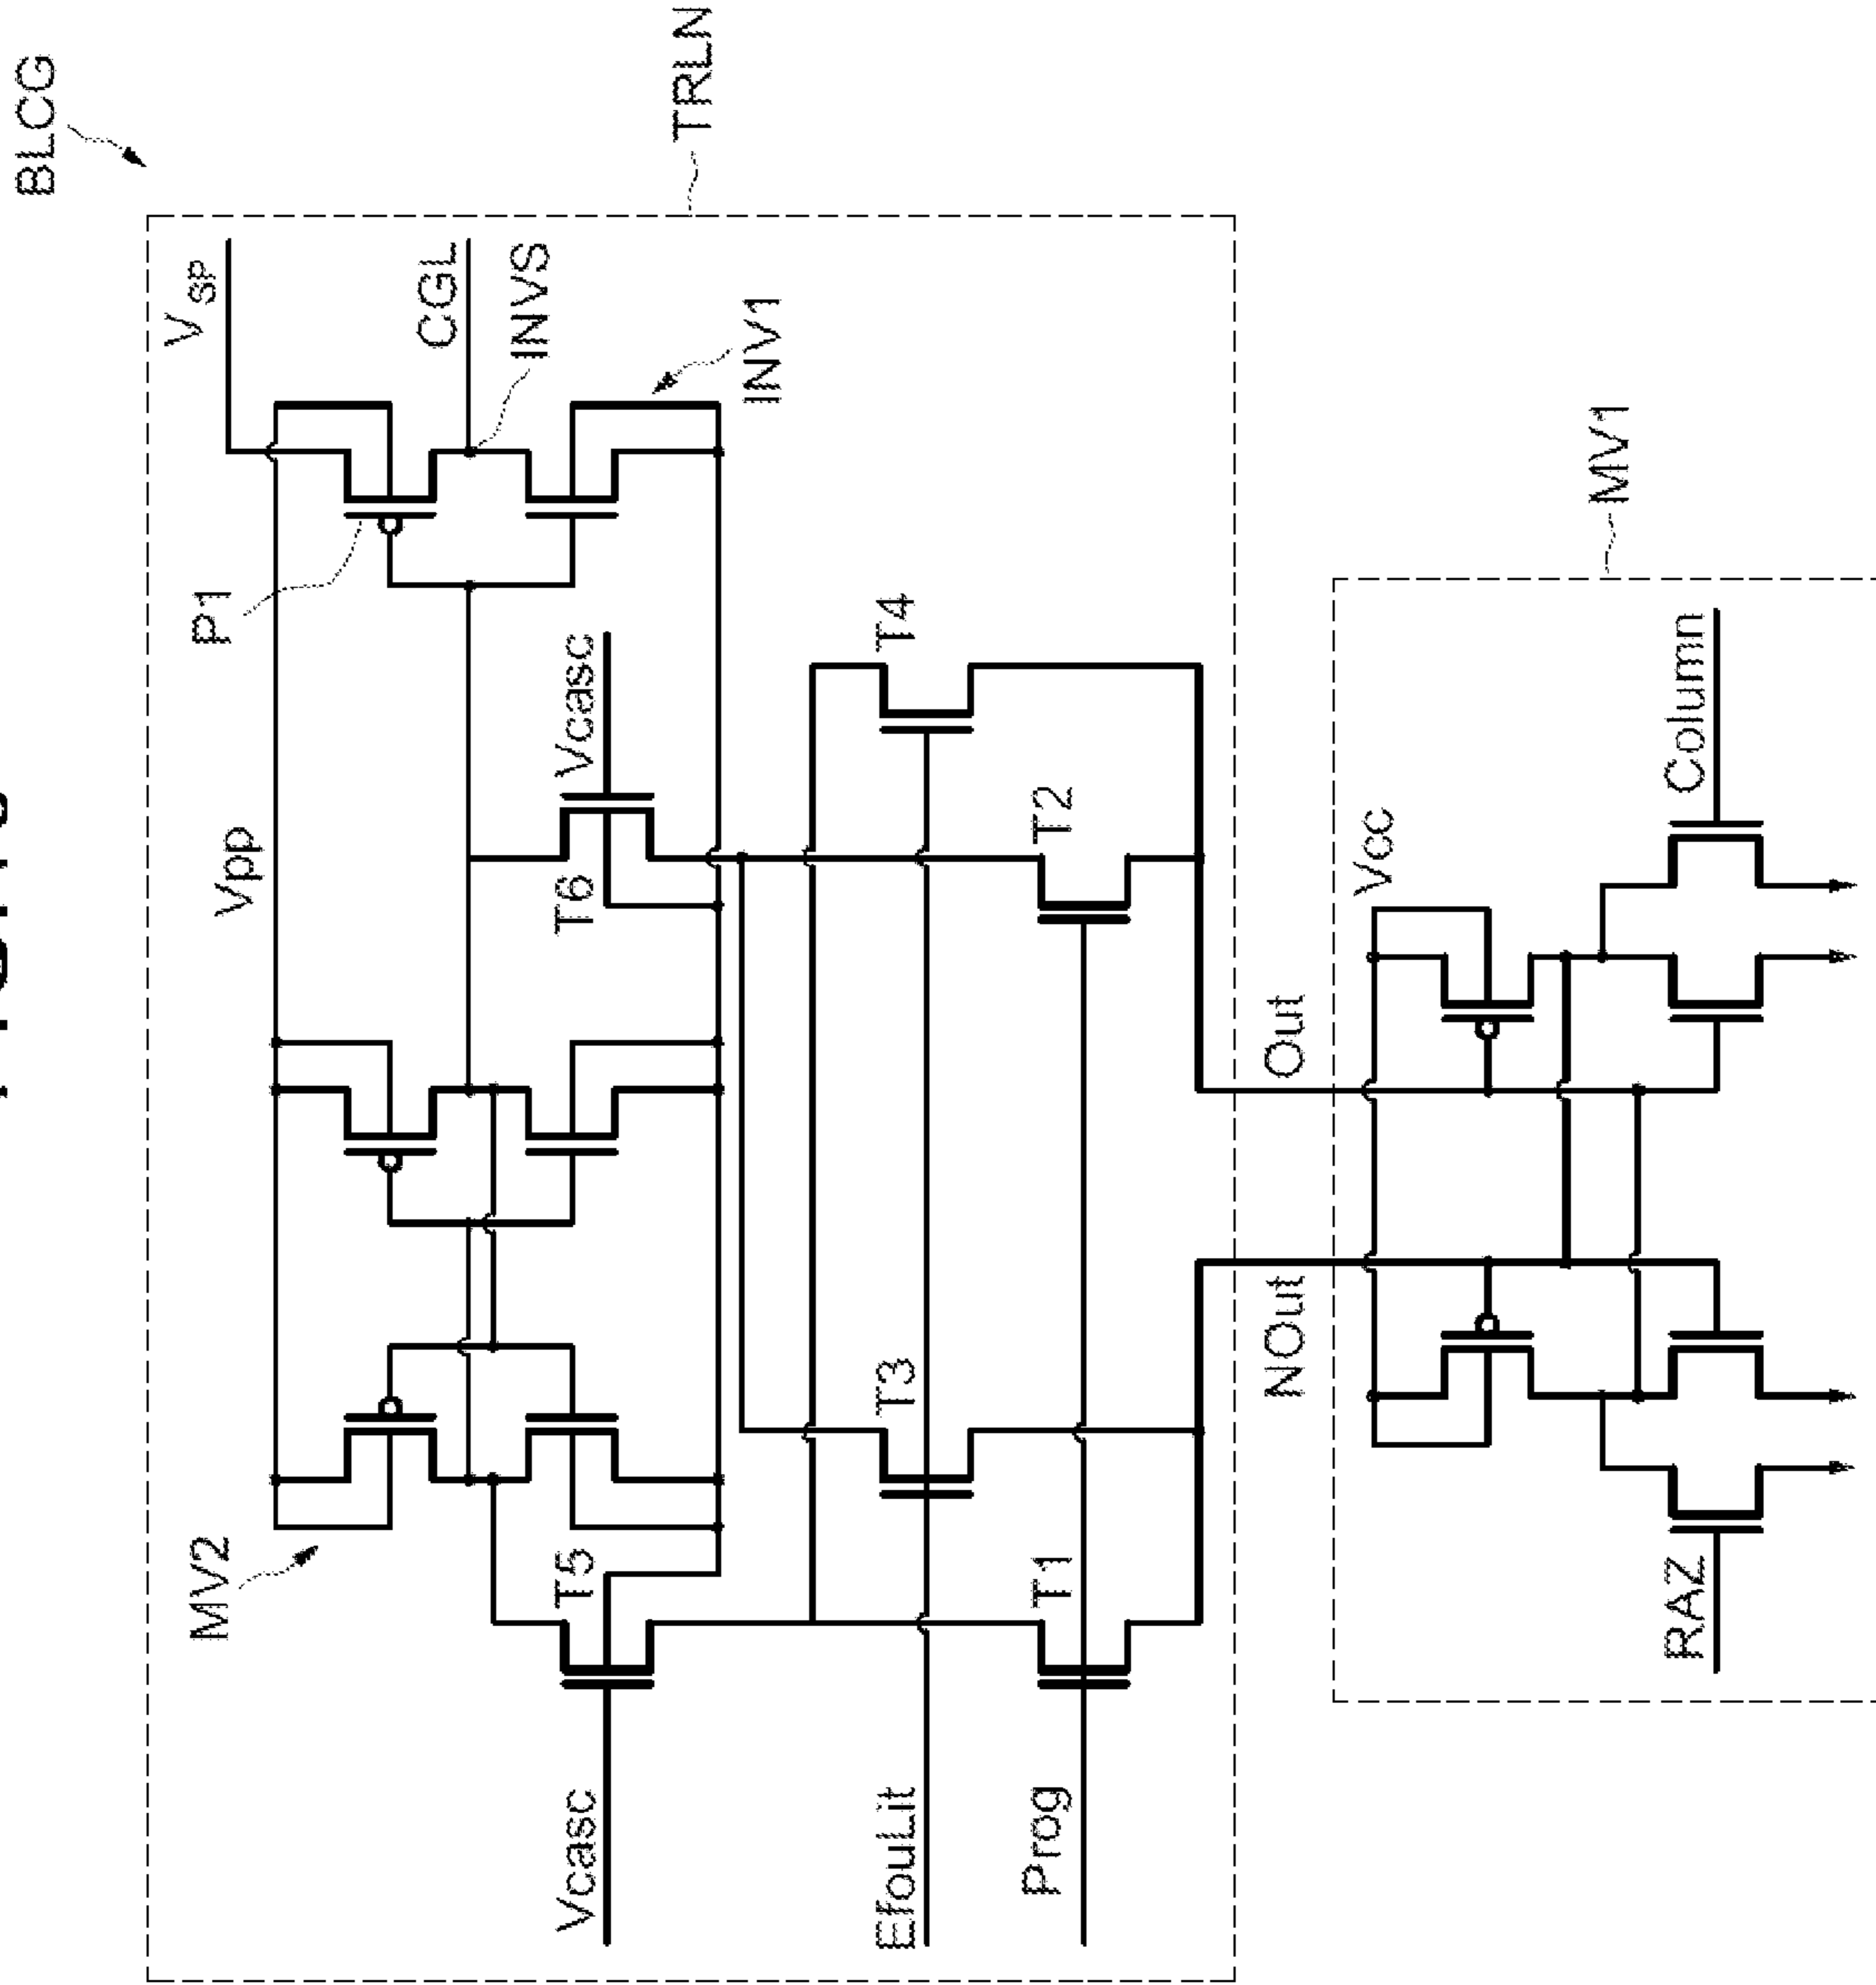 BLCG
TRLN
V SP
CGL
INVS
INV1
P1
Vpp
Vcasc
T6
T4
T2
MV2
T5
T3
T1
Vcasc
EfouLit
Prog
Out
NOut
MV1
Vcc
Column
RAZ